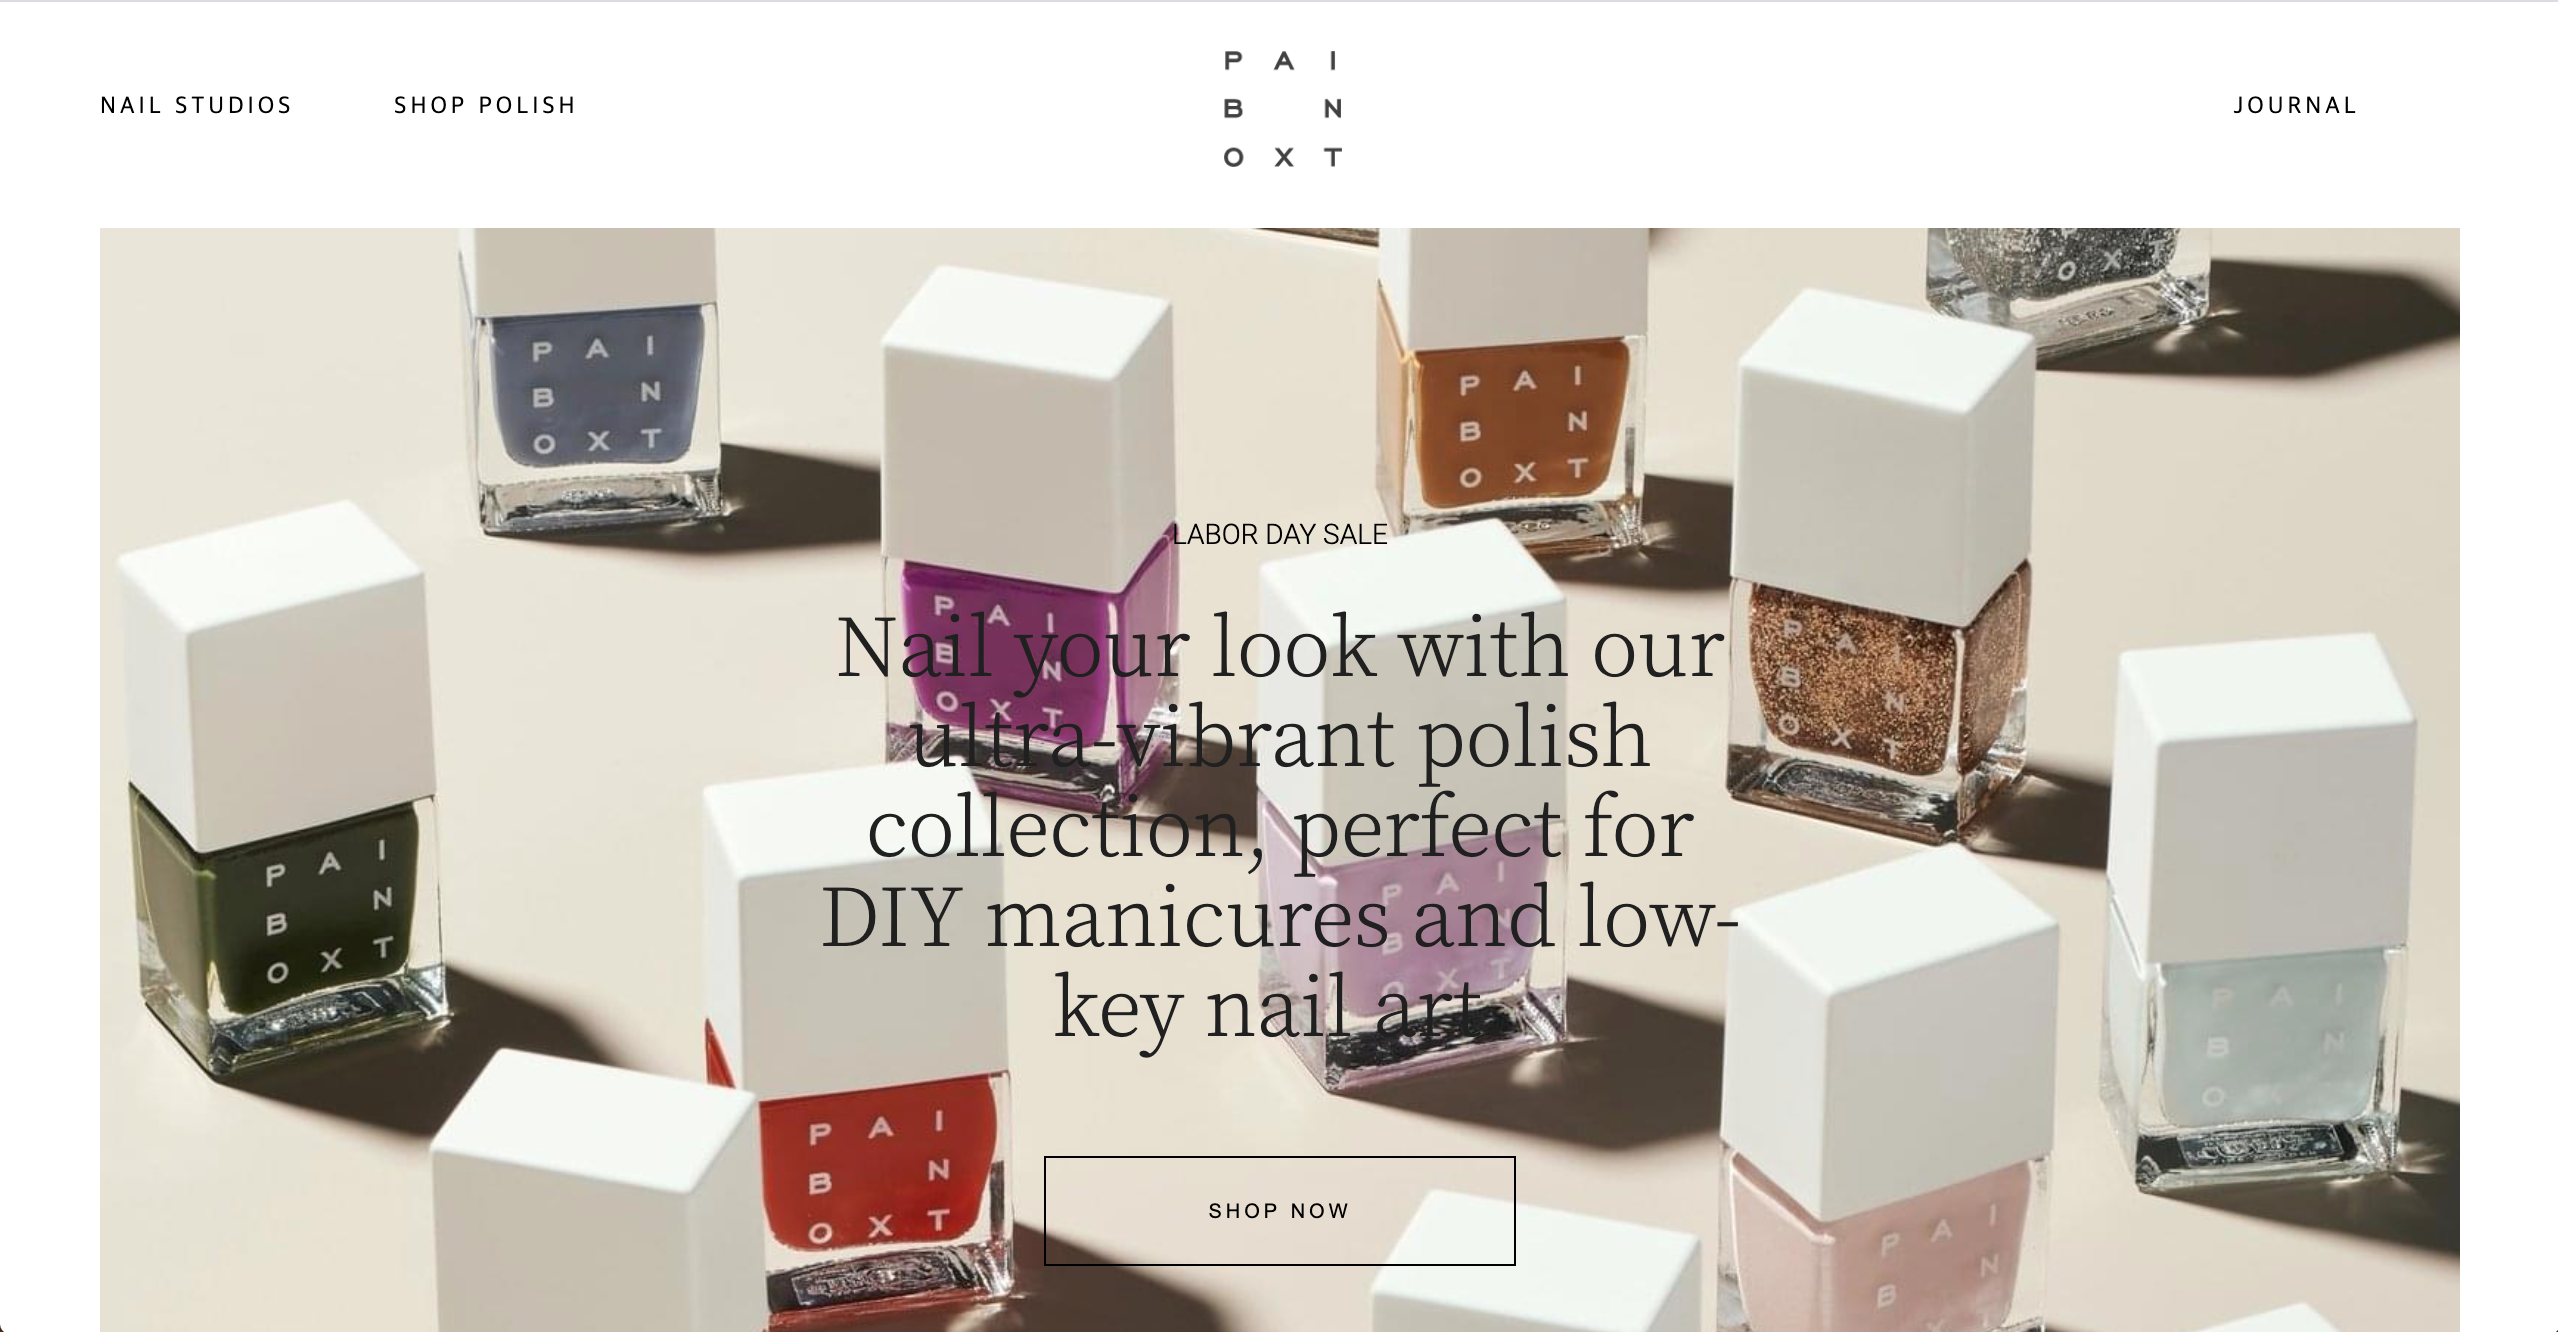 NAIL STUDIOS
SHOP POLISH
P A I
B N
O X T
JOURNAL
O X T
P A I
B N
O X T
P A I
B N
O X T
LABOR DAY SALE
P A I
B N
O X T
P A I
B N
O X T
Nail your look with our
ultra-vibrant polish
collection, perfect for
DIY manicures and low-
key nail art
P A I
B N
O X T
P A I
B N
O X T
P A I
B N
O
P A I
B N
O X T
SHOP NOW
P A I
B N
X T